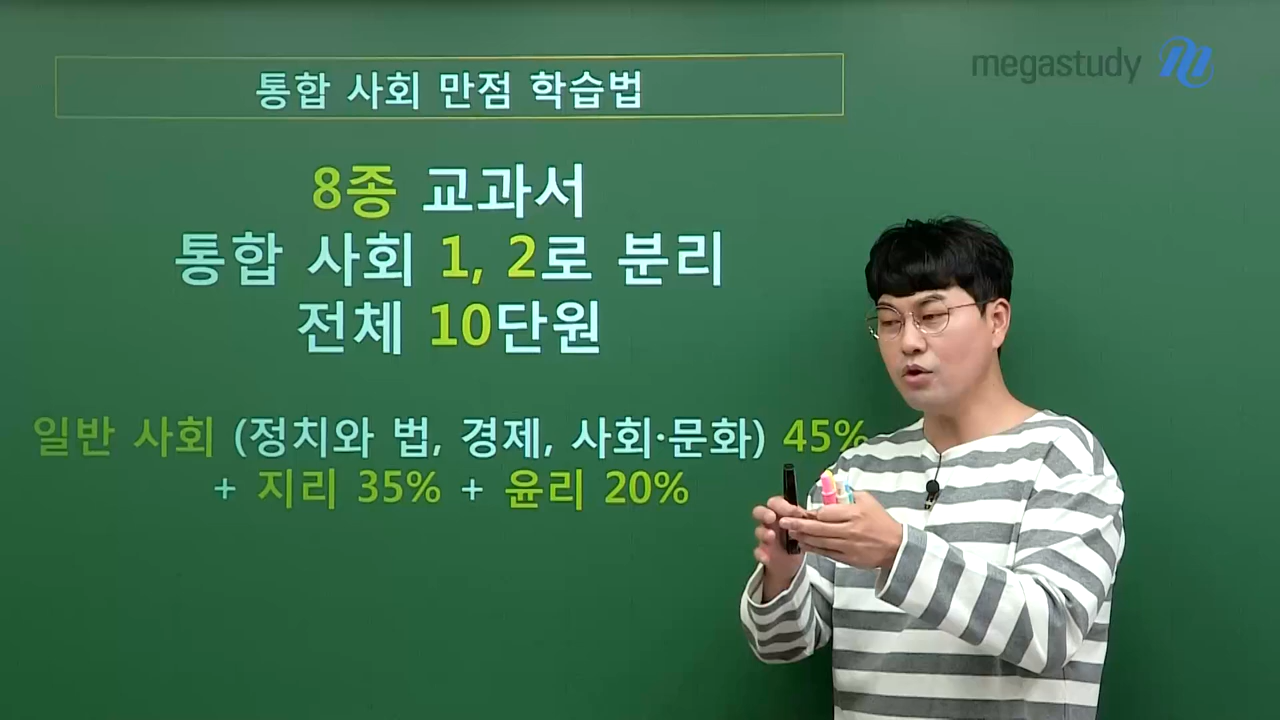 megastudy
통합 사회 만점 학습법
8종 교과서
통합 사회 1, 2로 분리
전체 10단원
일반 사회 (정치와 법, 경제, 사회·문화) 45%
+ 지리 35% + 윤리 20%